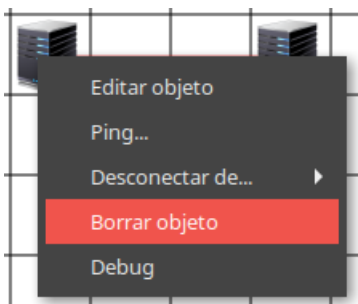 Editar objeto
Ping...
Desconectar de...
Borrar objeto
Debug